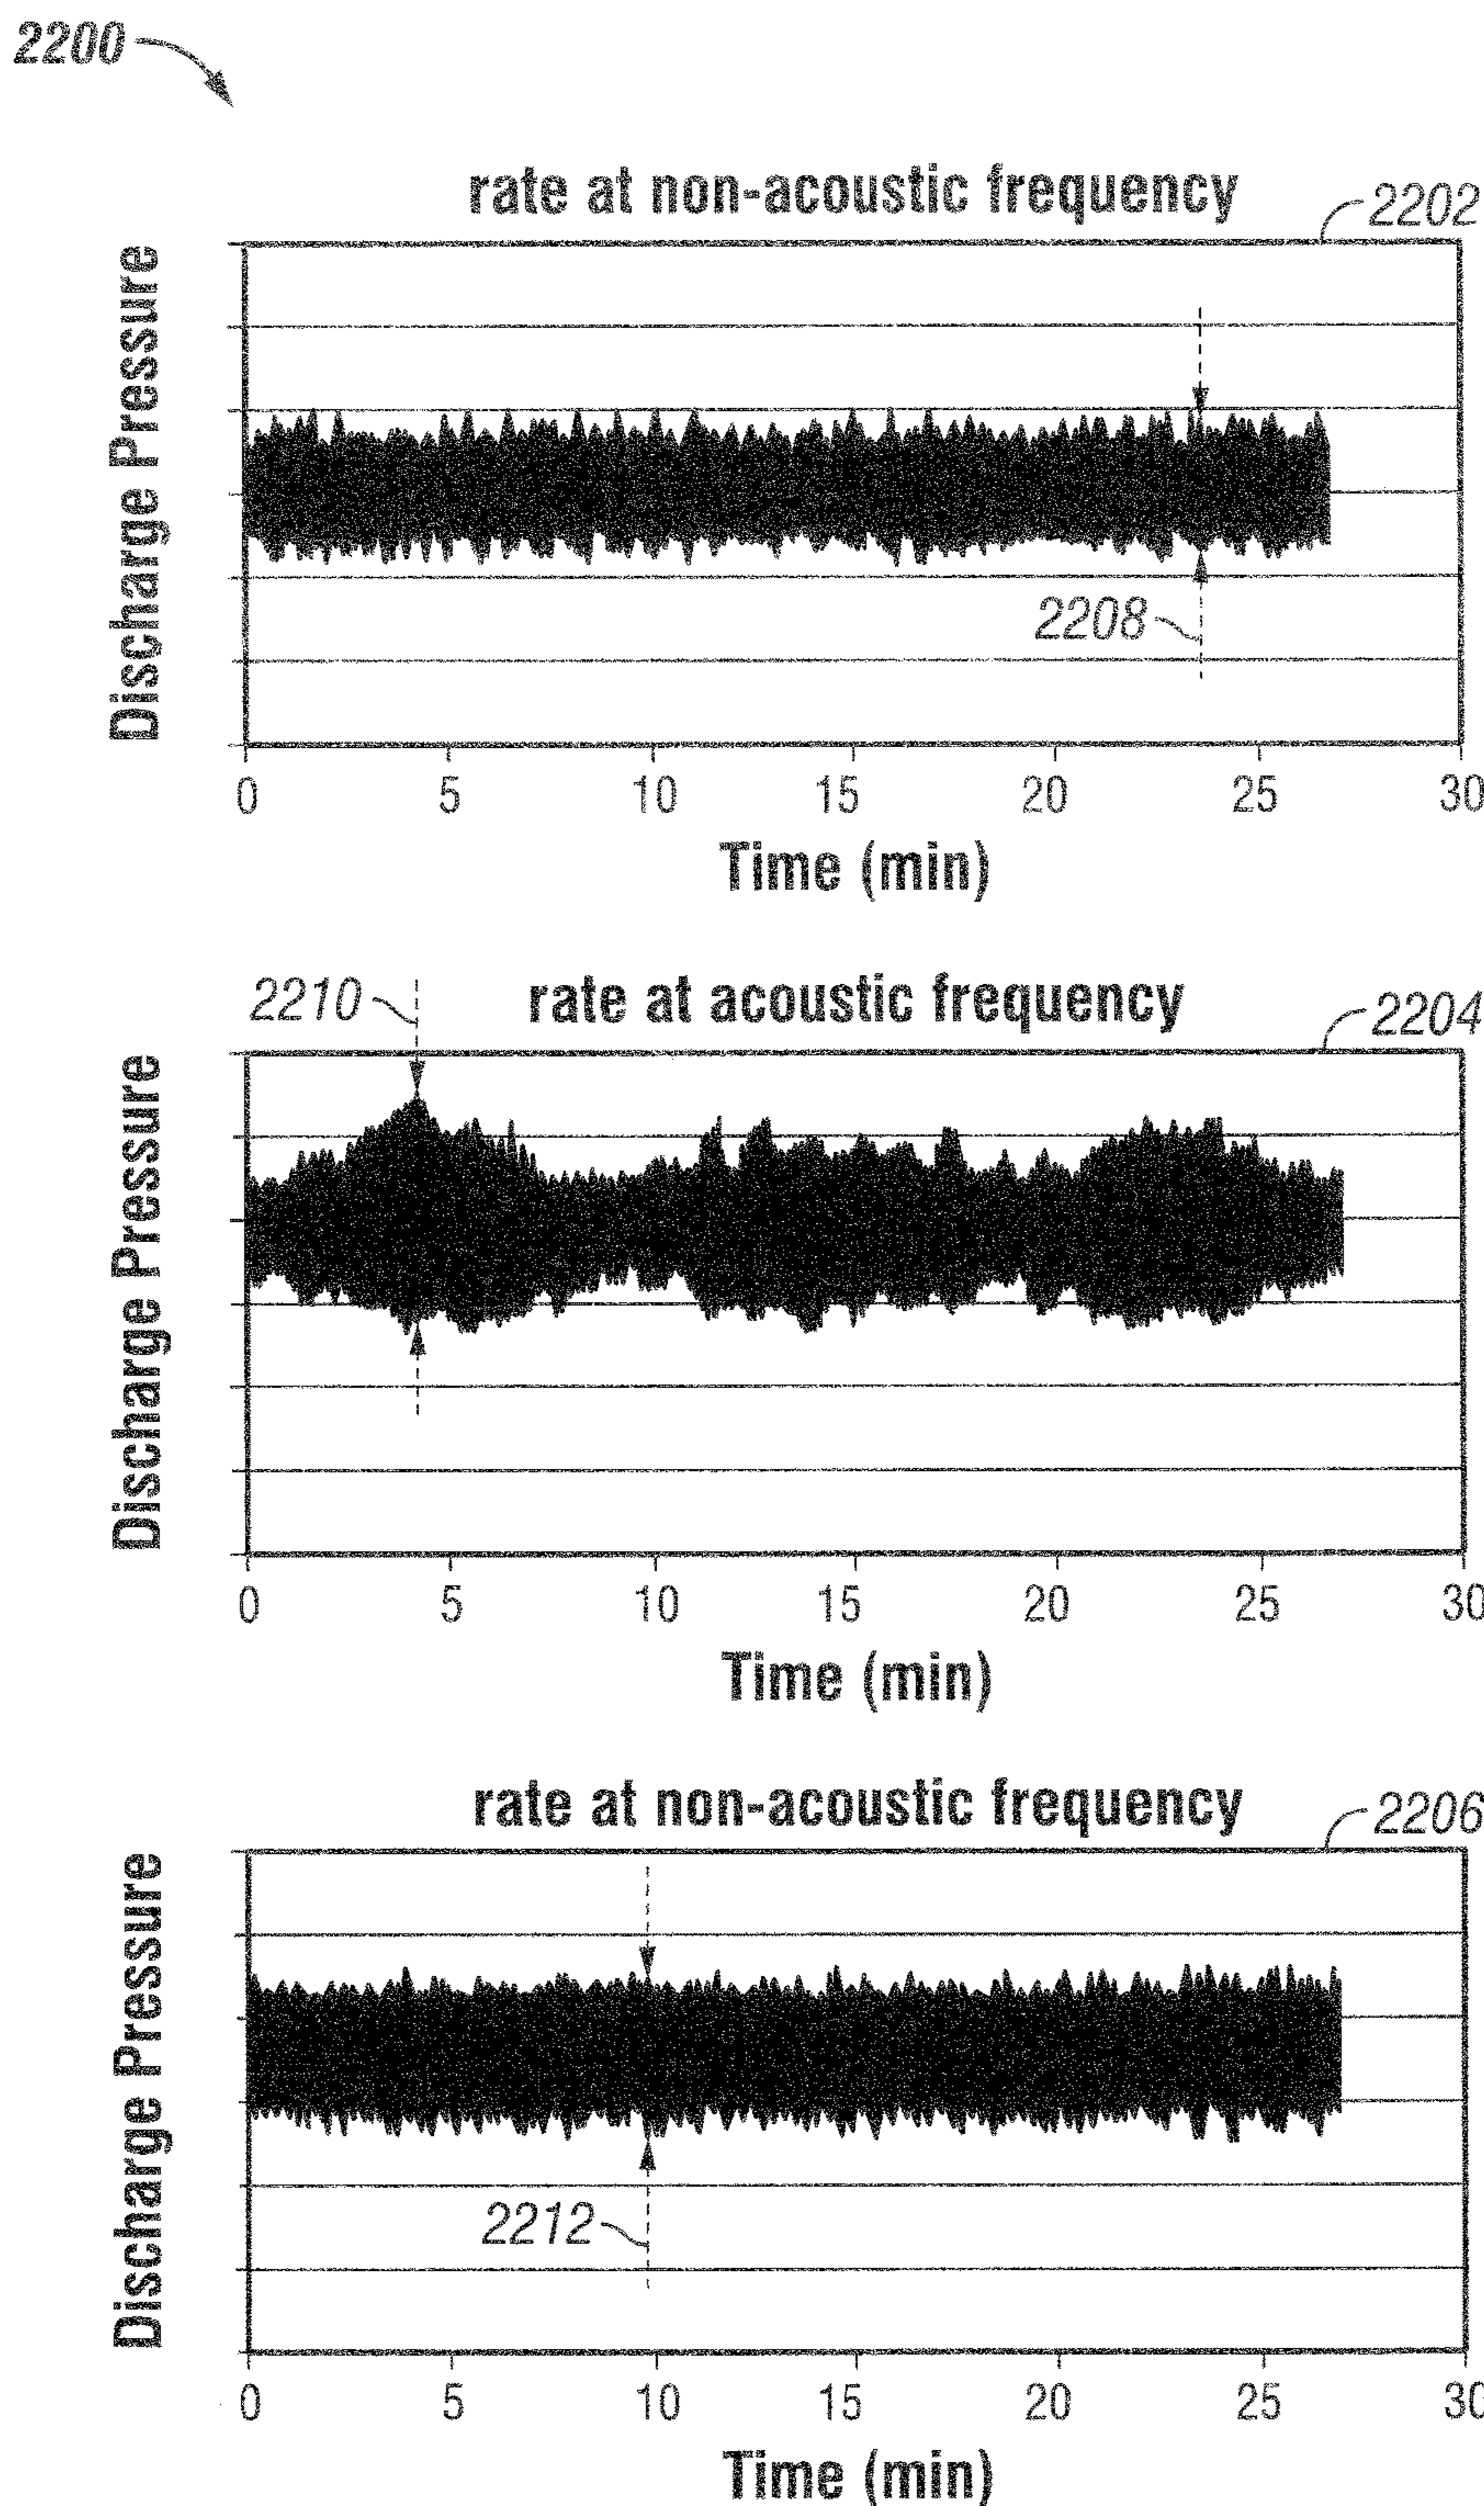 2200
rate at non-acoustic frequency
2202
Discharge Pressure
2208
0 5 10 15 20 25 30
Time (min)
2210
rate at acoustic frequency
2204
Discharge Pressure
0 5 10 15 20 25 30
Time (min)
rate at non-acoustic frequency
2206
Discharge Pressure
2212
0 5 10 15 20 25 30
Time (min)